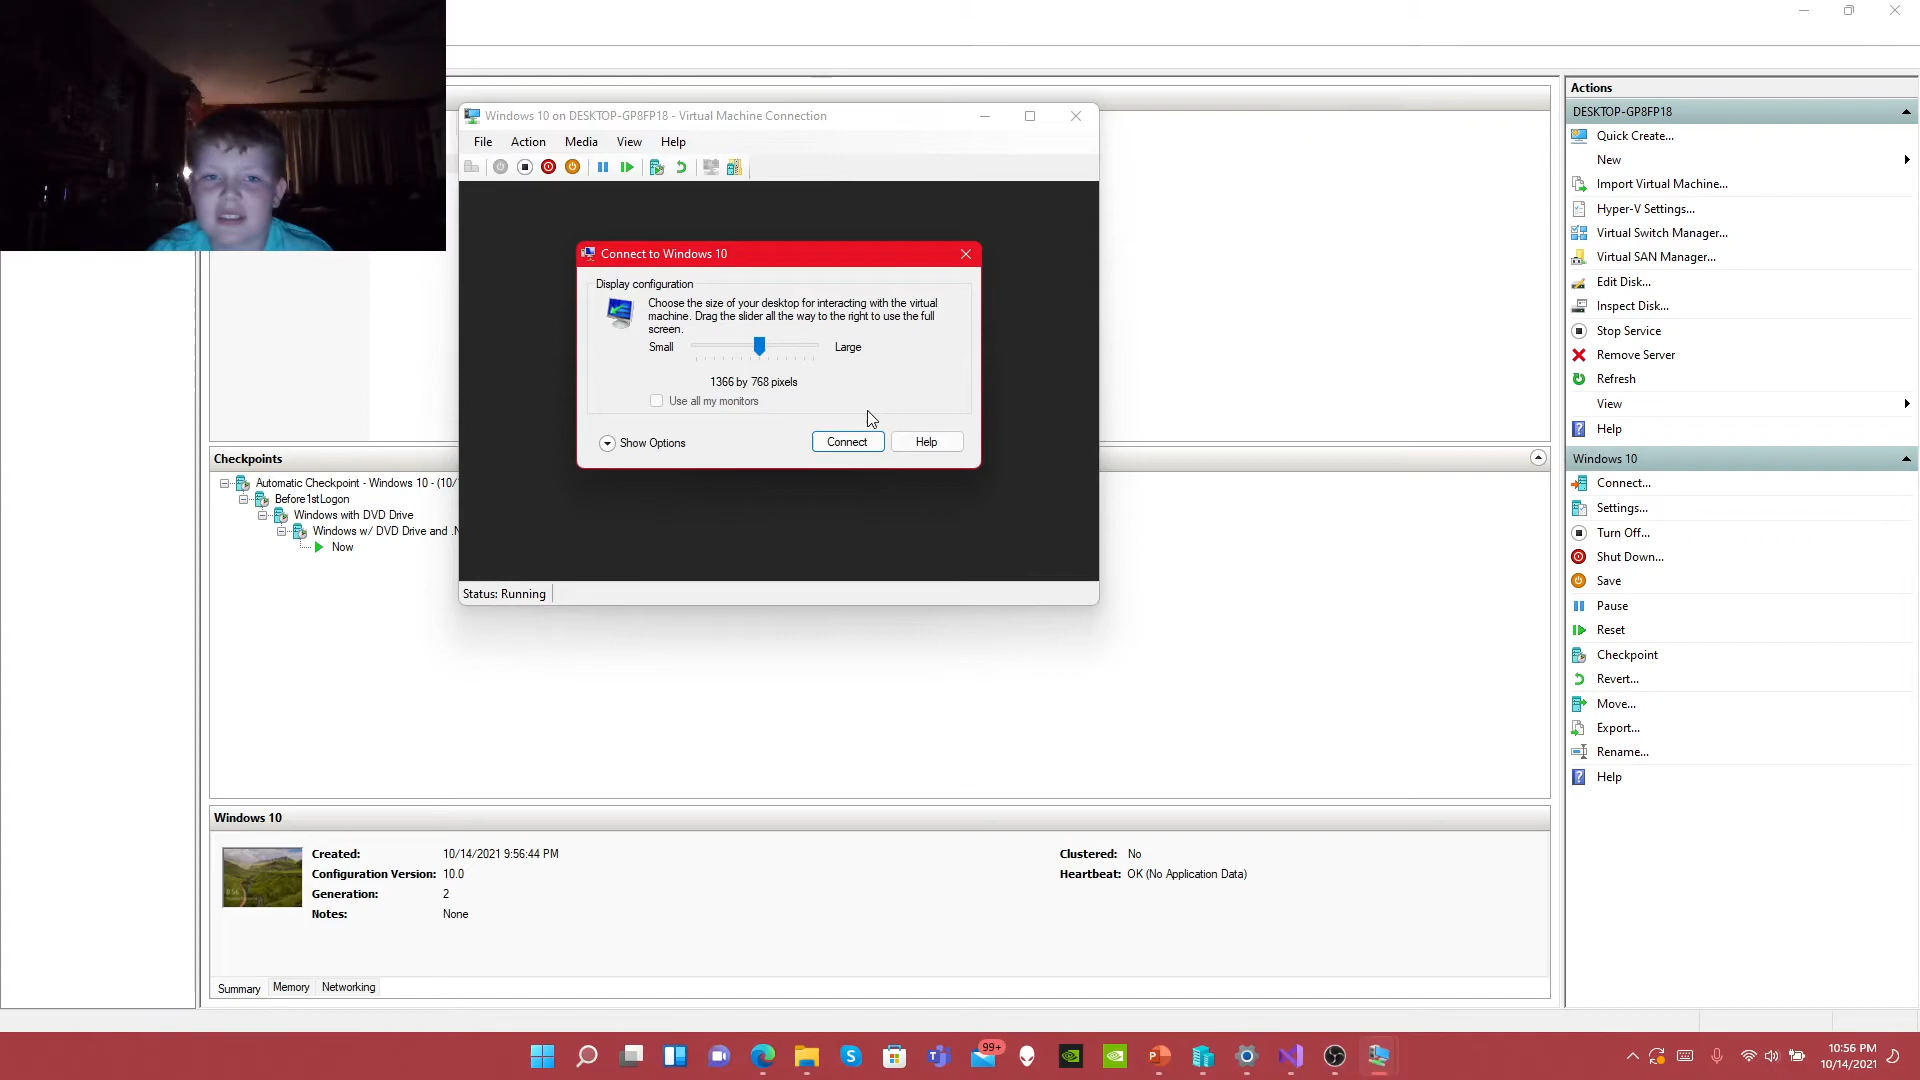 Windows 10 on DESKTOP-GP8FP18 - Virtual Machine Connection
File Action Media View Help
Connect to Windows 10
Display configuration
Choose the size of your desktop for interacting with the virtual
machine. Drag the slider all the way to the right to use the full
screen.
Small Large
1366 by 768 pixels
Use all my monitors
Show Options Connect Help
Status: Running
Checkpoints
Automatic Checkpoint - Windows 10 - (10/
Before1stLogon
Windows with DVD Drive
Windows w/ DVD Drive and .N
Now
Windows 10
Created: 10/14/2021 9:56:44 PM
Configuration Version: 10.0
Generation: 2
Notes: None
Clustered: No
Heartbeat: OK (No Application Data)
Summary Memory Networking
Actions
DESKTOP-GP8FP18
Quick Create...
New
Import Virtual Machine...
Hyper-V Settings...
Virtual Switch Manager...
Virtual SAN Manager...
Edit Disk...
Inspect Disk...
Stop Service
Remove Server
Refresh
View
Help
Windows 10
Connect...
Settings...
Turn Off...
Shut Down...
Save
Pause
Reset
Checkpoint
Revert...
Move...
Export...
Rename...
Help
99+
10:56 PM
10/14/2021